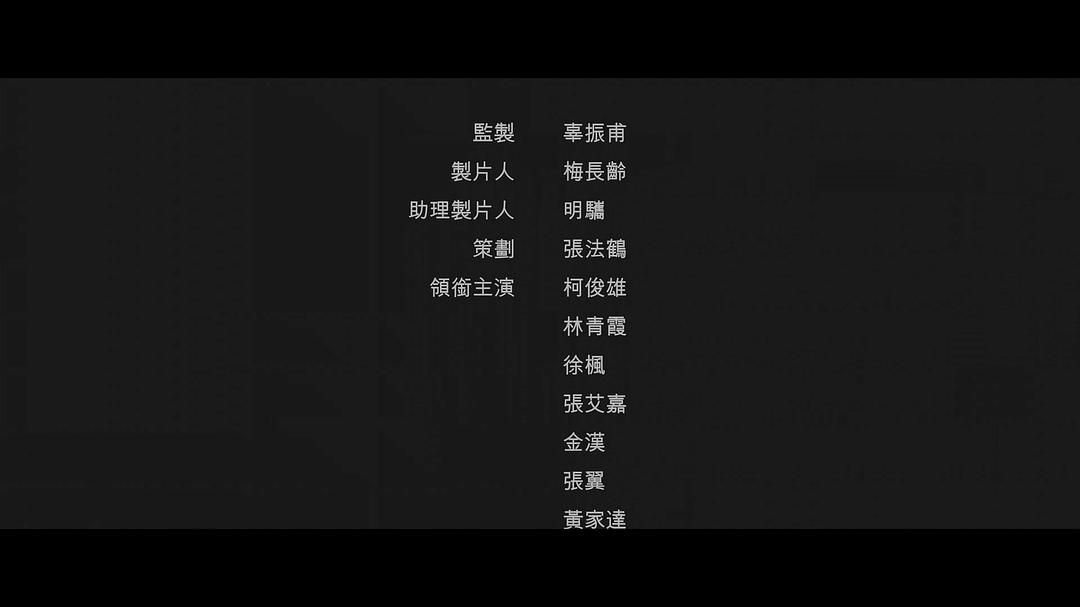 監製 辜振甫
製片人 梅長齡
助理製片人 明驥
策劃 張法鶴
領銜主演 柯俊雄
林青霞
徐楓
張艾嘉
金漢
張翼
黃家達